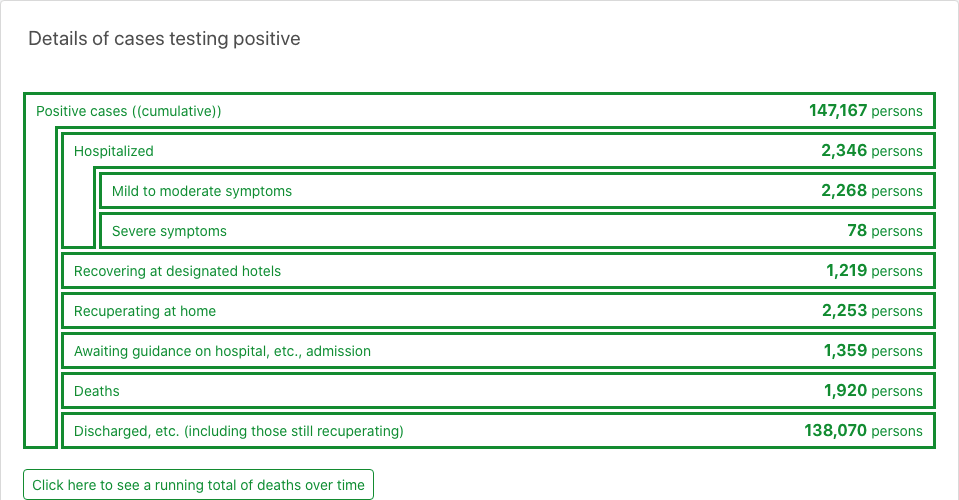 Details of cases testing positive
Positive cases ((cumulative)) 147,167 persons
Hospitalized 2,346 persons
Mild to moderate symptoms 2,268 persons
Severe symptoms 78 persons
Recovering at designated hotels 1,219 persons
Recuperating at home 2,253 persons
Awaiting guidance on hospital, etc., admission 1,359 persons
Deaths 1,920 persons
Discharged, etc. (including those still recuperating) 138,070 persons
Click here to see a running total of deaths over time